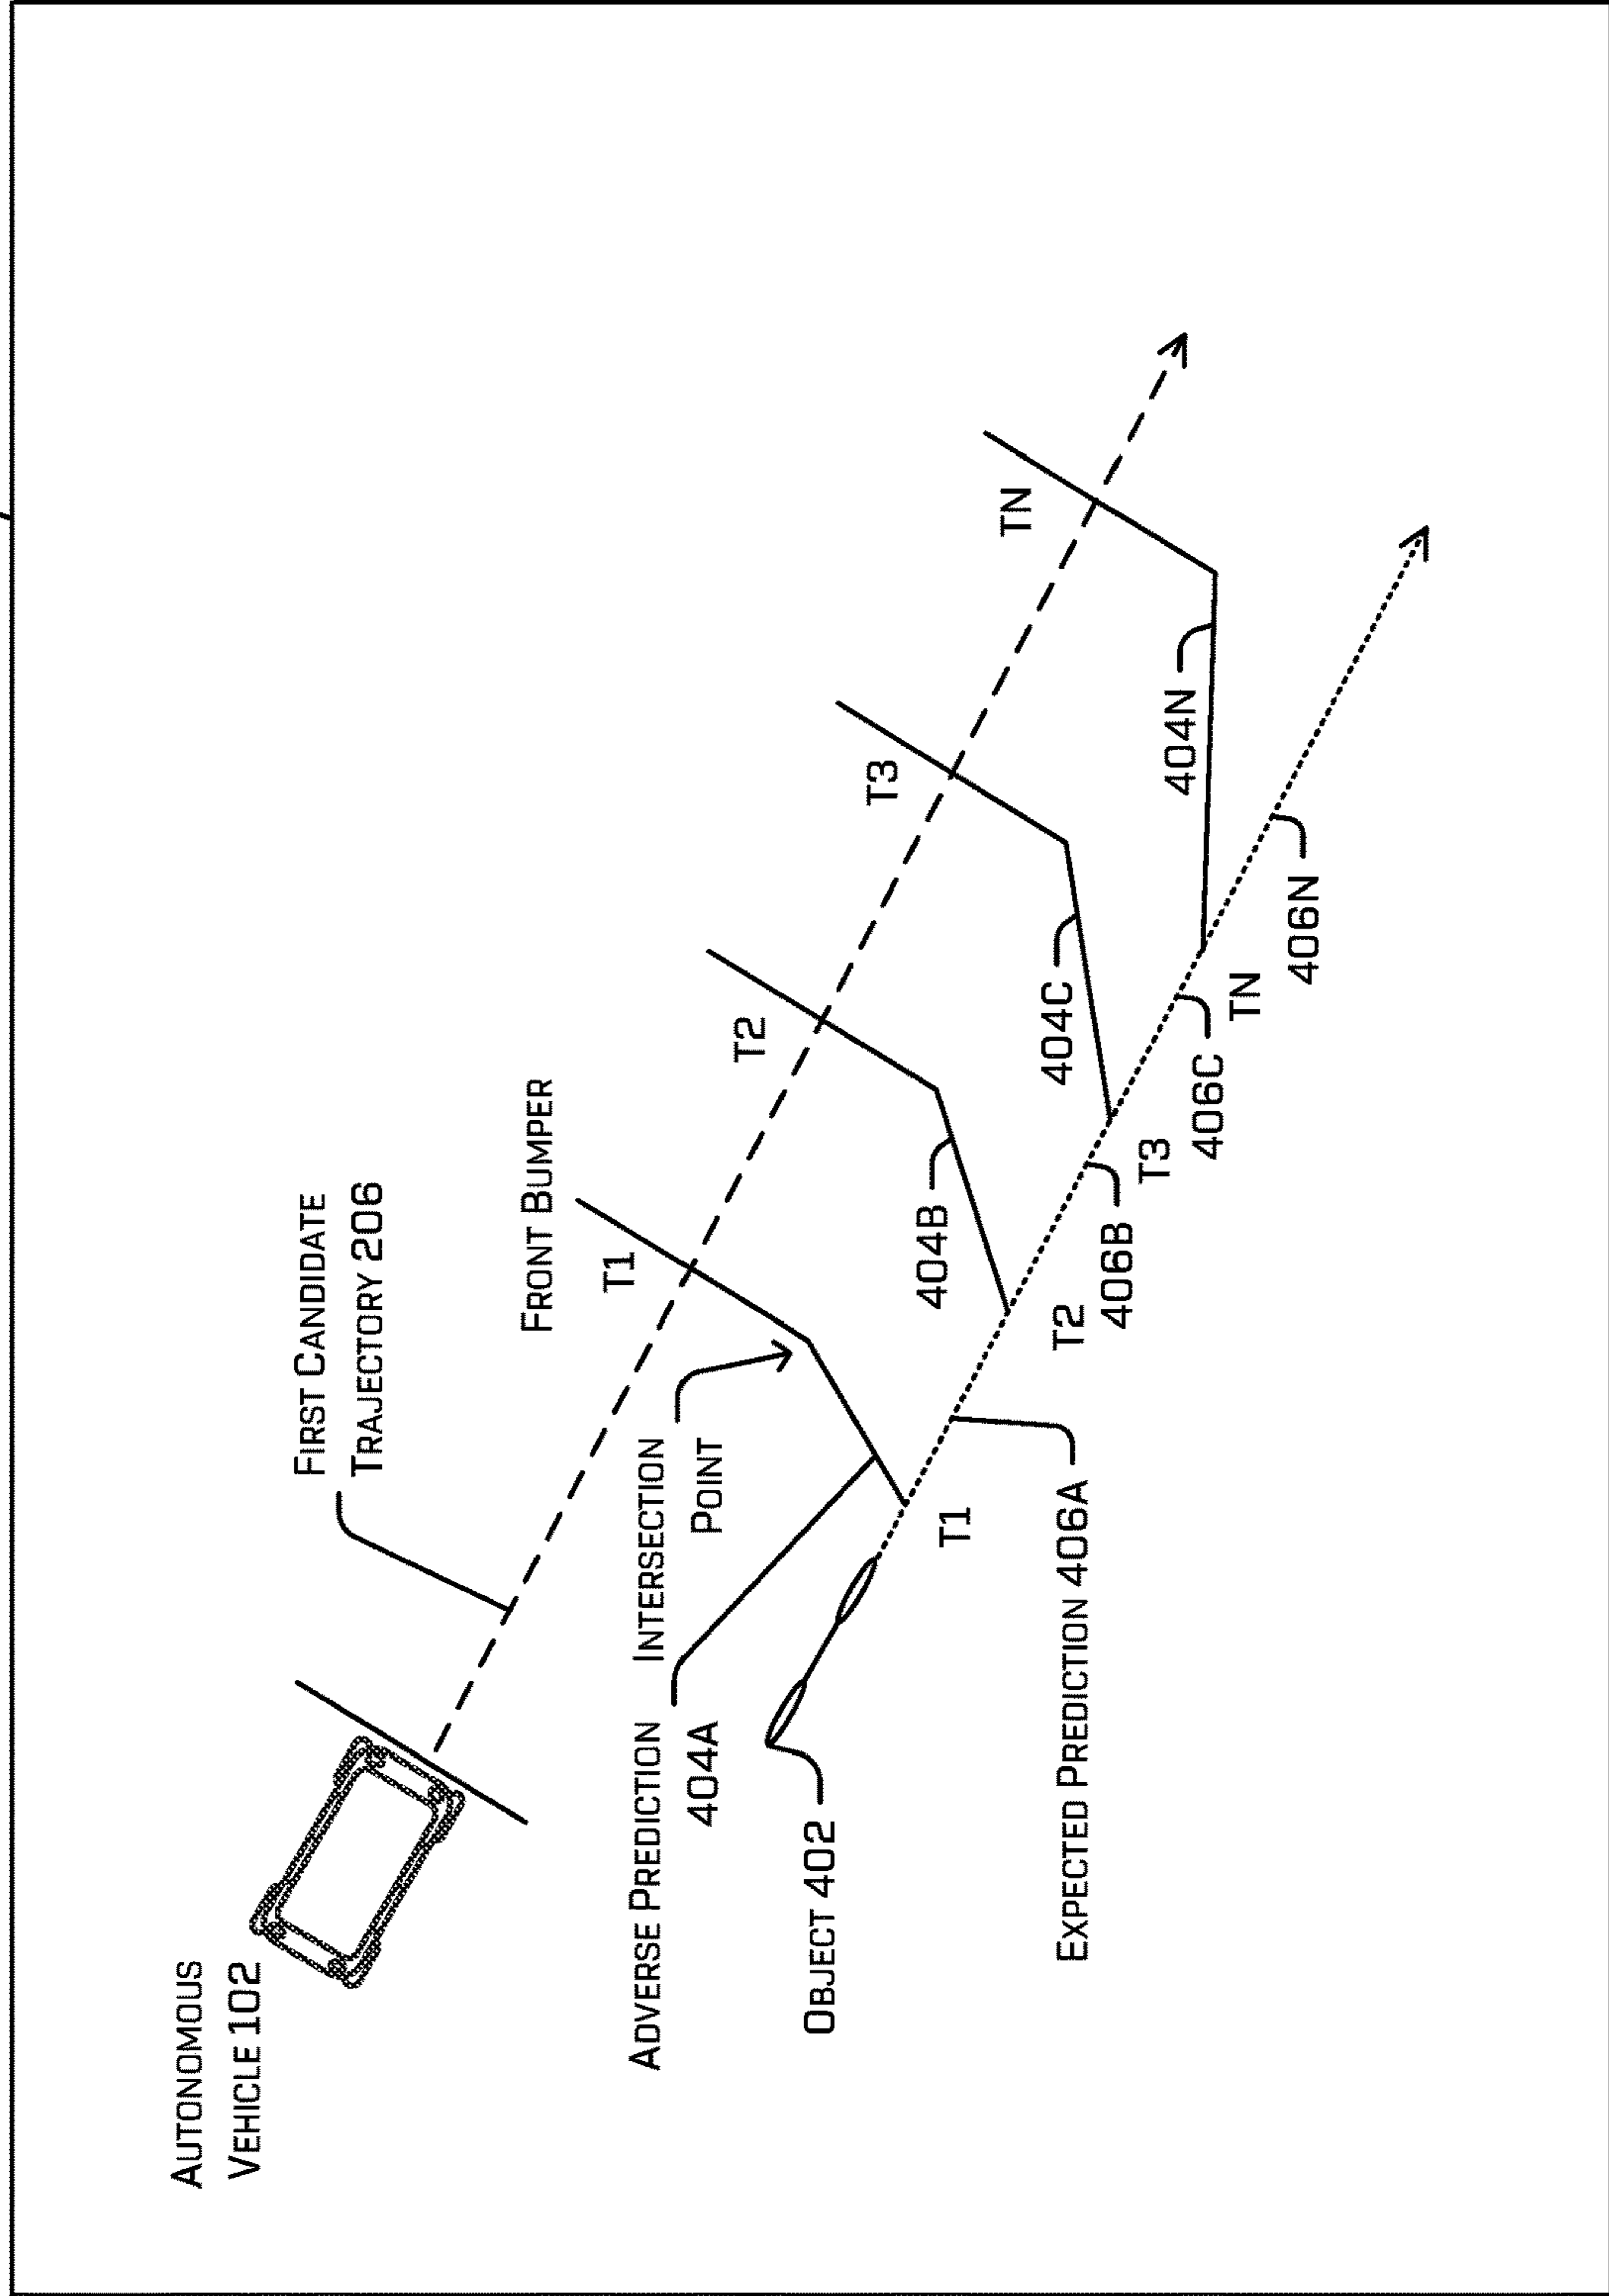 AUTONOMOUS
VEHICLE 102
FIRST CANDIDATE
TRAJECTORY 206
FRONT BUMPER
T1
T2
T3
TN
ADVERSE PREDICTION
404A
INTERSECTION
POINT
404B
404C
404N
OBJECT 402
T1
T2
T3
TN
EXPECTED PREDICTION 406A
406B
406C
406N